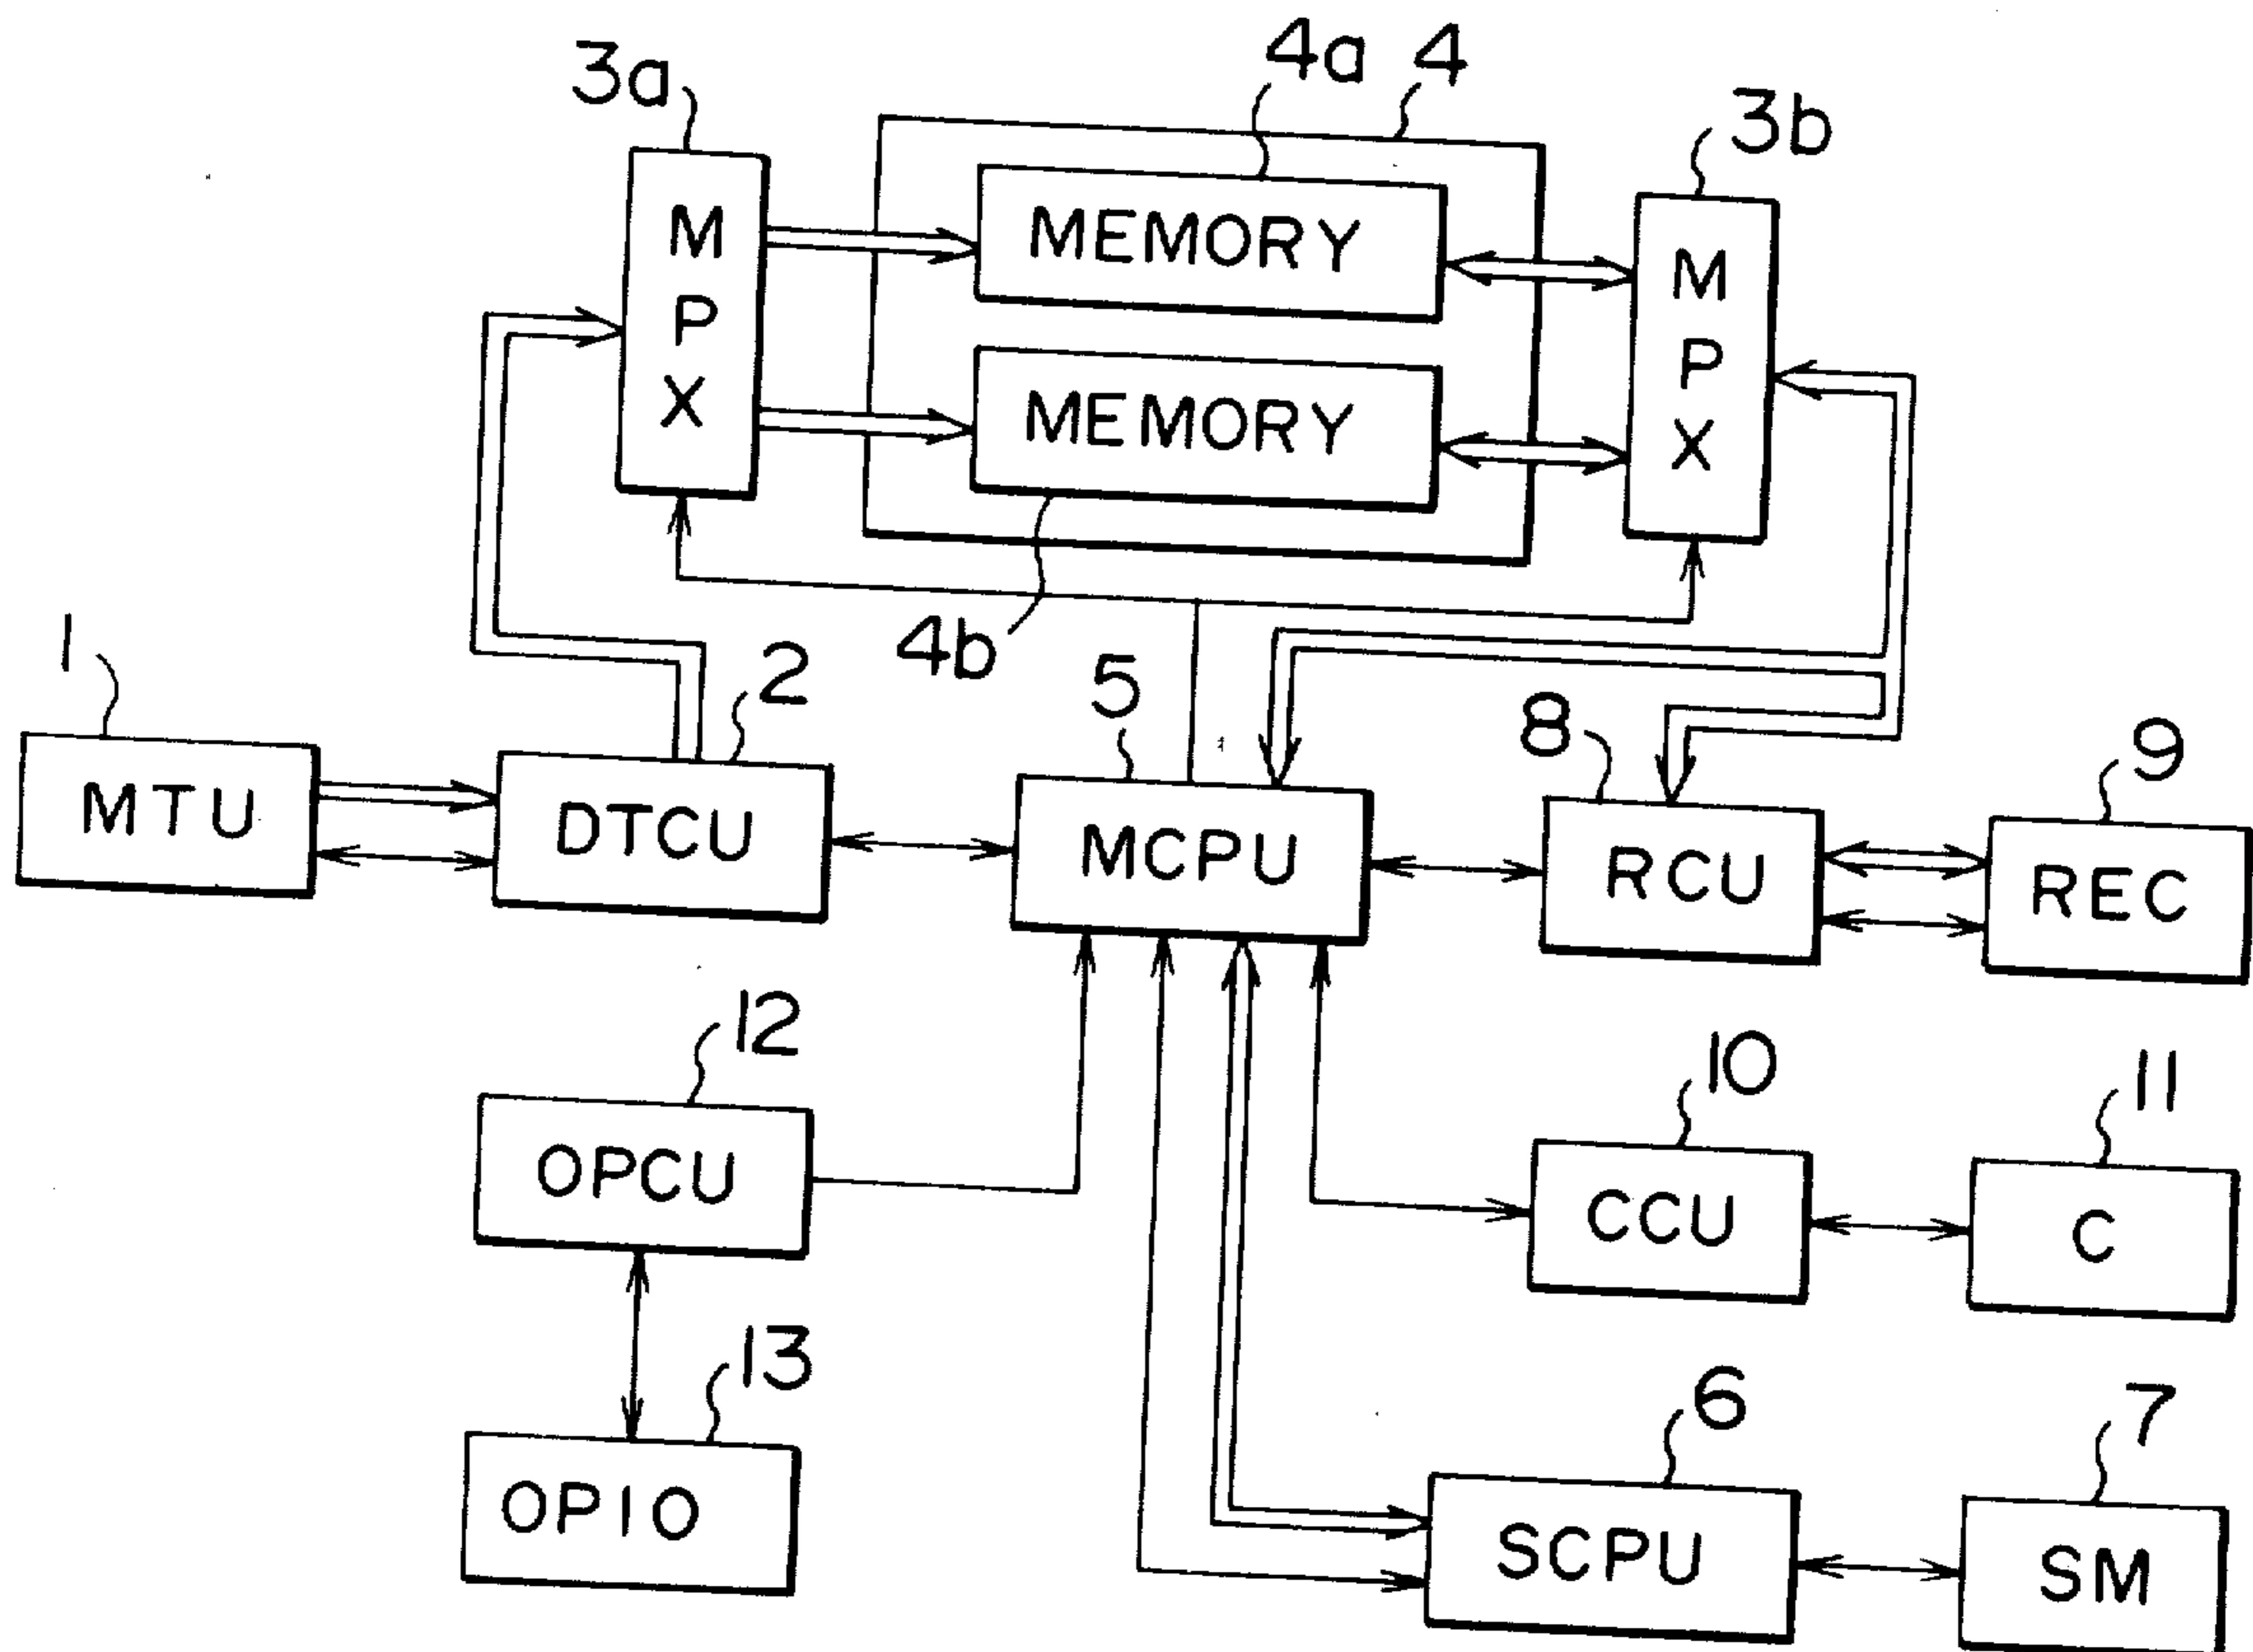 4a
4
3a
3b
M
P
X
MEMORY
M
P
X
MEMORY
1
2
4b
5
8
9
MTU
DTCU
MCPU
RCU
REC
12
10
11
OPCU
CCU
C
13
6
7
OPIO
SCPU
SM